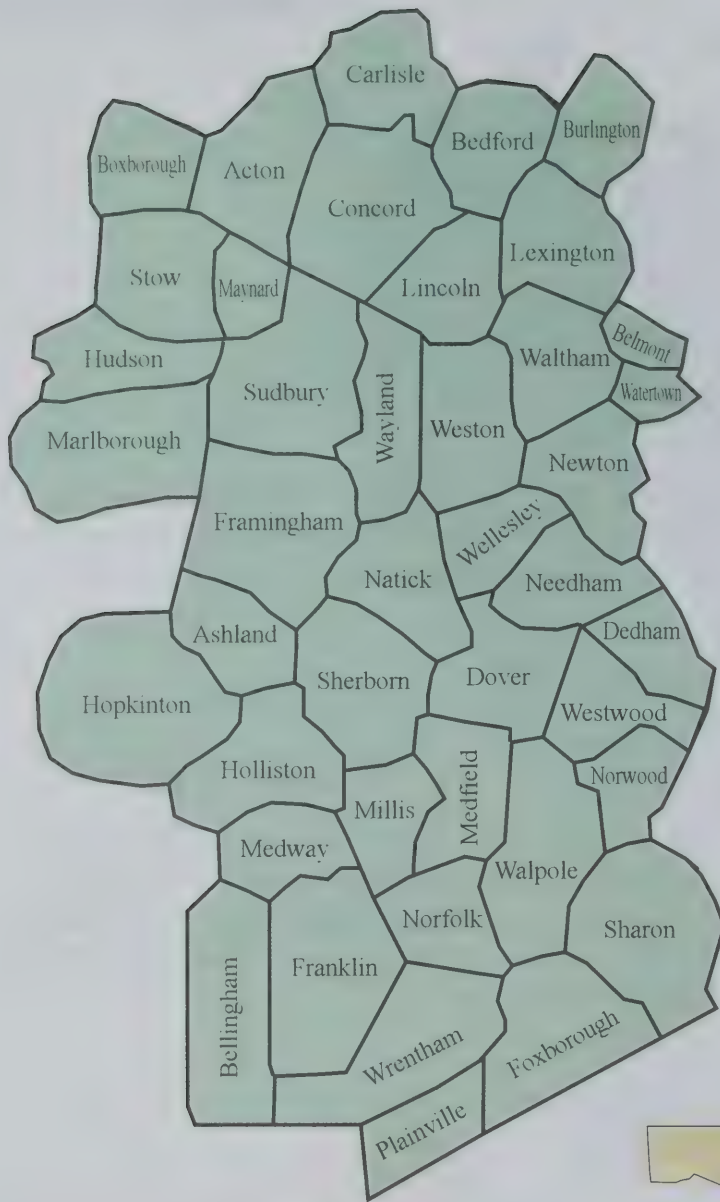 Carlisle
Burlington
Bedford
Boxborough
Acton
Concord
Lexington
Stow
Maynard
Lincoln
Belmont
Hudson
Waltham
Sudbury
Watertown
Wayland
Weston
Marlborough
Newton
Framingham
Wellesley
Natick
Needham
Ashland
Dedham
Sherborn
Dover
Hopkinton
Westwood
Holliston
Norwood
Millis
Medfield
Medway
Walpole
Norfolk
Sharon
Franklin
Bellingham
Wrentham
Foxborough
Plainville